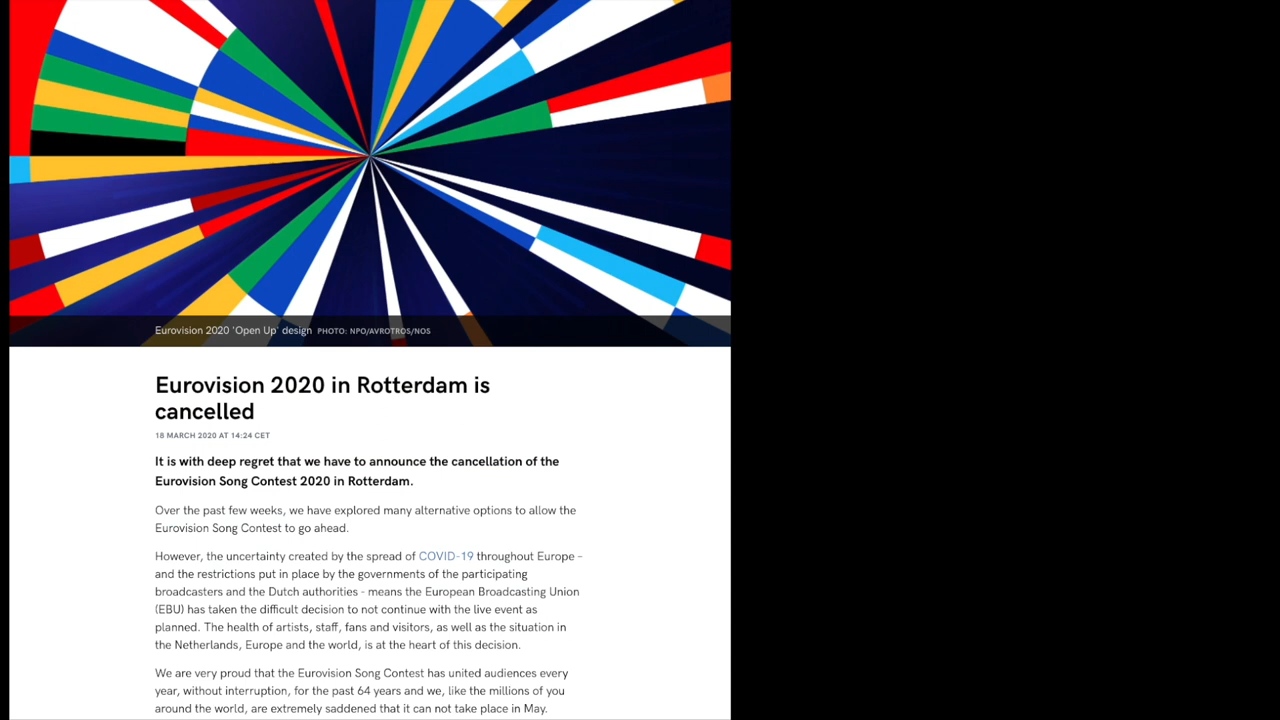 Eurovision 2020 'Open Up' design PHOTO: NPO/AVROTROS/NOS
Eurovision 2020 in Rotterdam is
cancelled
18 MARCH 2020 AT 14:24 CET
It is with deep regret that we have to announce the cancellation of the
Eurovision Song Contest 2020 in Rotterdam.
Over the past few weeks, we have explored many alternative options to allow the
Eurovision Song Contest to go ahead.
However, the uncertainty created by the spread of COVID-19 throughout Europe -
and the restrictions put in place by the governments of the participating
broadcasters and the Dutch authorities - means the European Broadcasting Union
(EBU) has taken the difficult decision to not continue with the live event as
planned. The health of artists, staff, fans and visitors, as well as the situation in
the Netherlands, Europe and the world, is at the heart of this decision.
We are very proud that the Eurovision Song Contest has united audiences every
year, without interruption, for the past 64 years and we, like the millions of you
around the world, are extremely saddened that it can not take place in May.